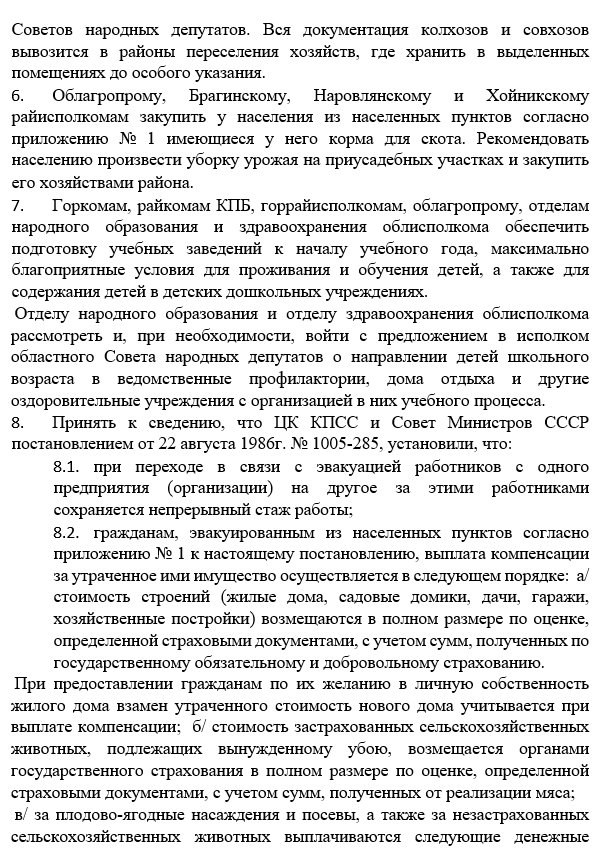 Советов народных депутатов. Вся документация колхозов и совхозов
вывозится в районы переселения хозяйств, где хранить в выделенных
помещениях до особого указания.
6. Облагропрому, Брагинскому, Наровлянскому и Хойникскому
райисполкомам закупить у населения из населенных пунктов согласно
приложению № 1 имеющиеся у него корма для скота. Рекомендовать
населению произвести уборку урожая на приусадебных участках и закупить
его хозяйствами района.
7. Горкомам, райкомам КПБ, горрайисполкомам, облагропрому, отделам
народного образования и здравоохранения облисполкома обеспечить
подготовку учебных заведений к началу учебного года, максимально
благоприятные условия для проживания и обучения детей, а также для
содержания детей в детских дошкольных учреждениях.
Отделу народного образования и отделу здравоохранения облисполкома
рассмотреть и, при необходимости, войти с предложением в исполком
областного Совета народных депутатов о направлении детей школьного
возраста в ведомственные профилактории, дома отдыха и другие
оздоровительные учреждения с организацией в них учебного процесса.
8. Принять к сведению, что ЦК КПСС и Совет Министров СССР
постановлением от 22 августа 1986г. № 1005-285, установили, что:
8.1. при переходе в связи с эвакуацией работников с одного
предприятия (организации) на другое за этими работниками
сохраняется непрерывный стаж работы;
8.2. гражданам, эвакуированным из населенных пунктов согласно
приложению № 1 к настоящему постановлению, выплата компенсации
за утраченное ими имущество осуществляется в следующем порядке: а/
стоимость строений (жилые дома, садовые домики, дачи, гаражи,
хозяйственные постройки) возмещаются в полном размере по оценке,
определенной страховыми документами, с учетом сумм, полученных по
государственному обязательному и добровольному страхованию.
При предоставлении гражданам по их желанию в личную собственность
жилого дома взамен утраченного стоимость нового дома учитывается при
выплате компенсации; б/ стоимость застрахованных сельскохозяйственных
животных, подлежащих вынужденному убою, возмещается органами
государственного страхования в полном размере по оценке, определенной
страховыми документами, с учетом сумм, полученных от реализации мяса;
в/ за плодово-ягодные насаждения и посевы, а также за незастрахованных
сельскохозяйственных животных выплачиваются следующие денежные